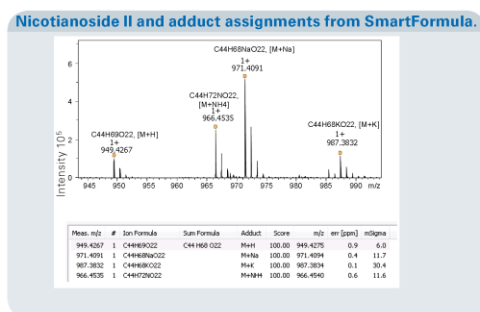 Nicotianoside II and adduct assignments from SmartFormula.
C44H68NaO22, [M+Na]
1+
971.4091
C44H72NO22,
[M+NH4]
1+
966.4535
C44H69O22, [M+H]
1+
949.4267
C44H68KO22, [M+K]
1+
987.3832
Intensity 10⁵
6
4
2
0
945 950 955 960 965 970 975 980 985 990 m/z
Meas. m/z # Ion Formula Sum Formula Adduct Score m/z err [ppm] mSigma
949.4267 1 C44H69O22 C44 H68 O22 M+H 100.00 949.4275 0.9 6.0
971.4091 1 C44H68NaO22 M+Na 100.00 971.4094 0.4 11.7
987.3832 1 C44H68KO22 M+K 100.00 987.3834 0.1 30.4
966.4535 1 C44H72NO22 M+NH4 100.00 966.4540 0.6 11.6